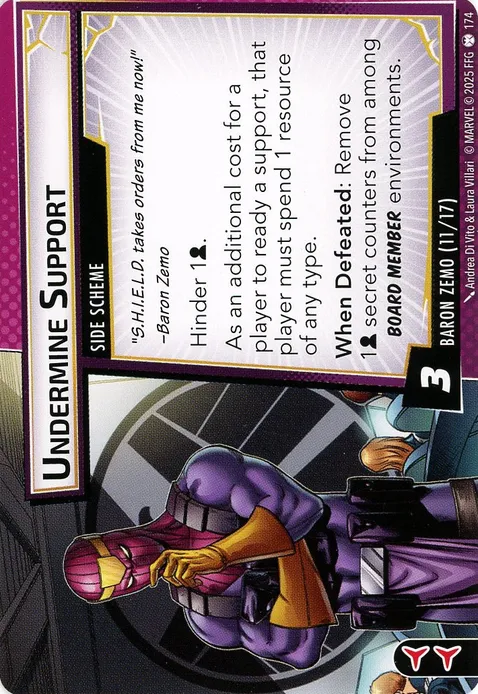 UNDERMINE SUPPORT
SIDE SCHEME
"S.H.I.E.L.D. takes orders from me now!"
–Baron Zemo
Hinder 1.
As an additional cost for a
player to ready a support, that
player must spend 1 resource
of any type.
When Defeated: Remove
1 secret counters from among
BOARD MEMBER environments.
3
BARON ZEMO (11/17)
Andrea Di Vito & Laura Villari © MARVEL © 2025 FFG 174